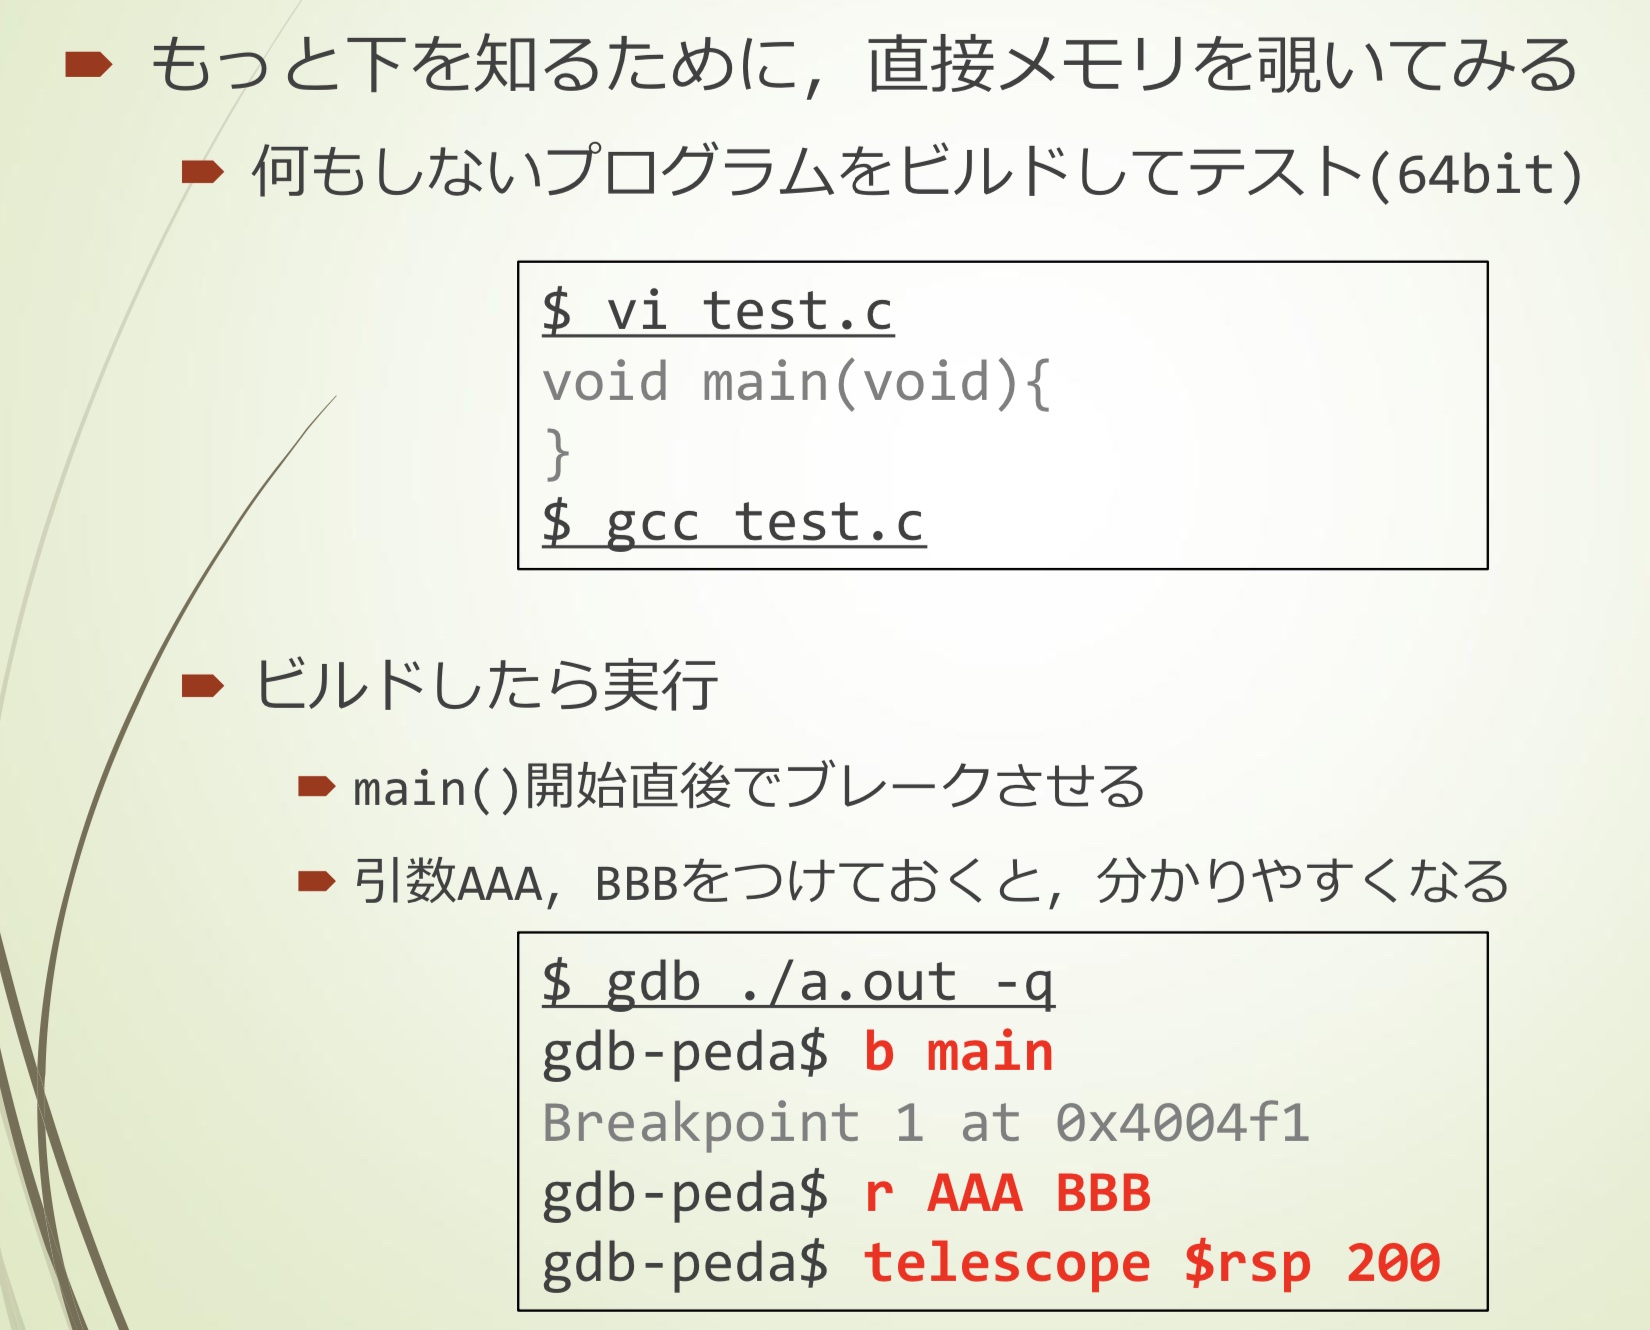 もっと下を知るために，直接メモリを覗いてみる
何もしないプログラムをビルドしてテスト(64bit)
$ vi test.c
void main(void){
}
$ gcc test.c
ビルドしたら実行
main()開始直後でブレークさせる
引数AAA，BBBをつけておくと，分かりやすくなる
$ gdb ./a.out -q
gdb-peda$ b main
Breakpoint 1 at 0x4004f1
gdb-peda$ r AAA BBB
gdb-peda$ telescope $rsp 200